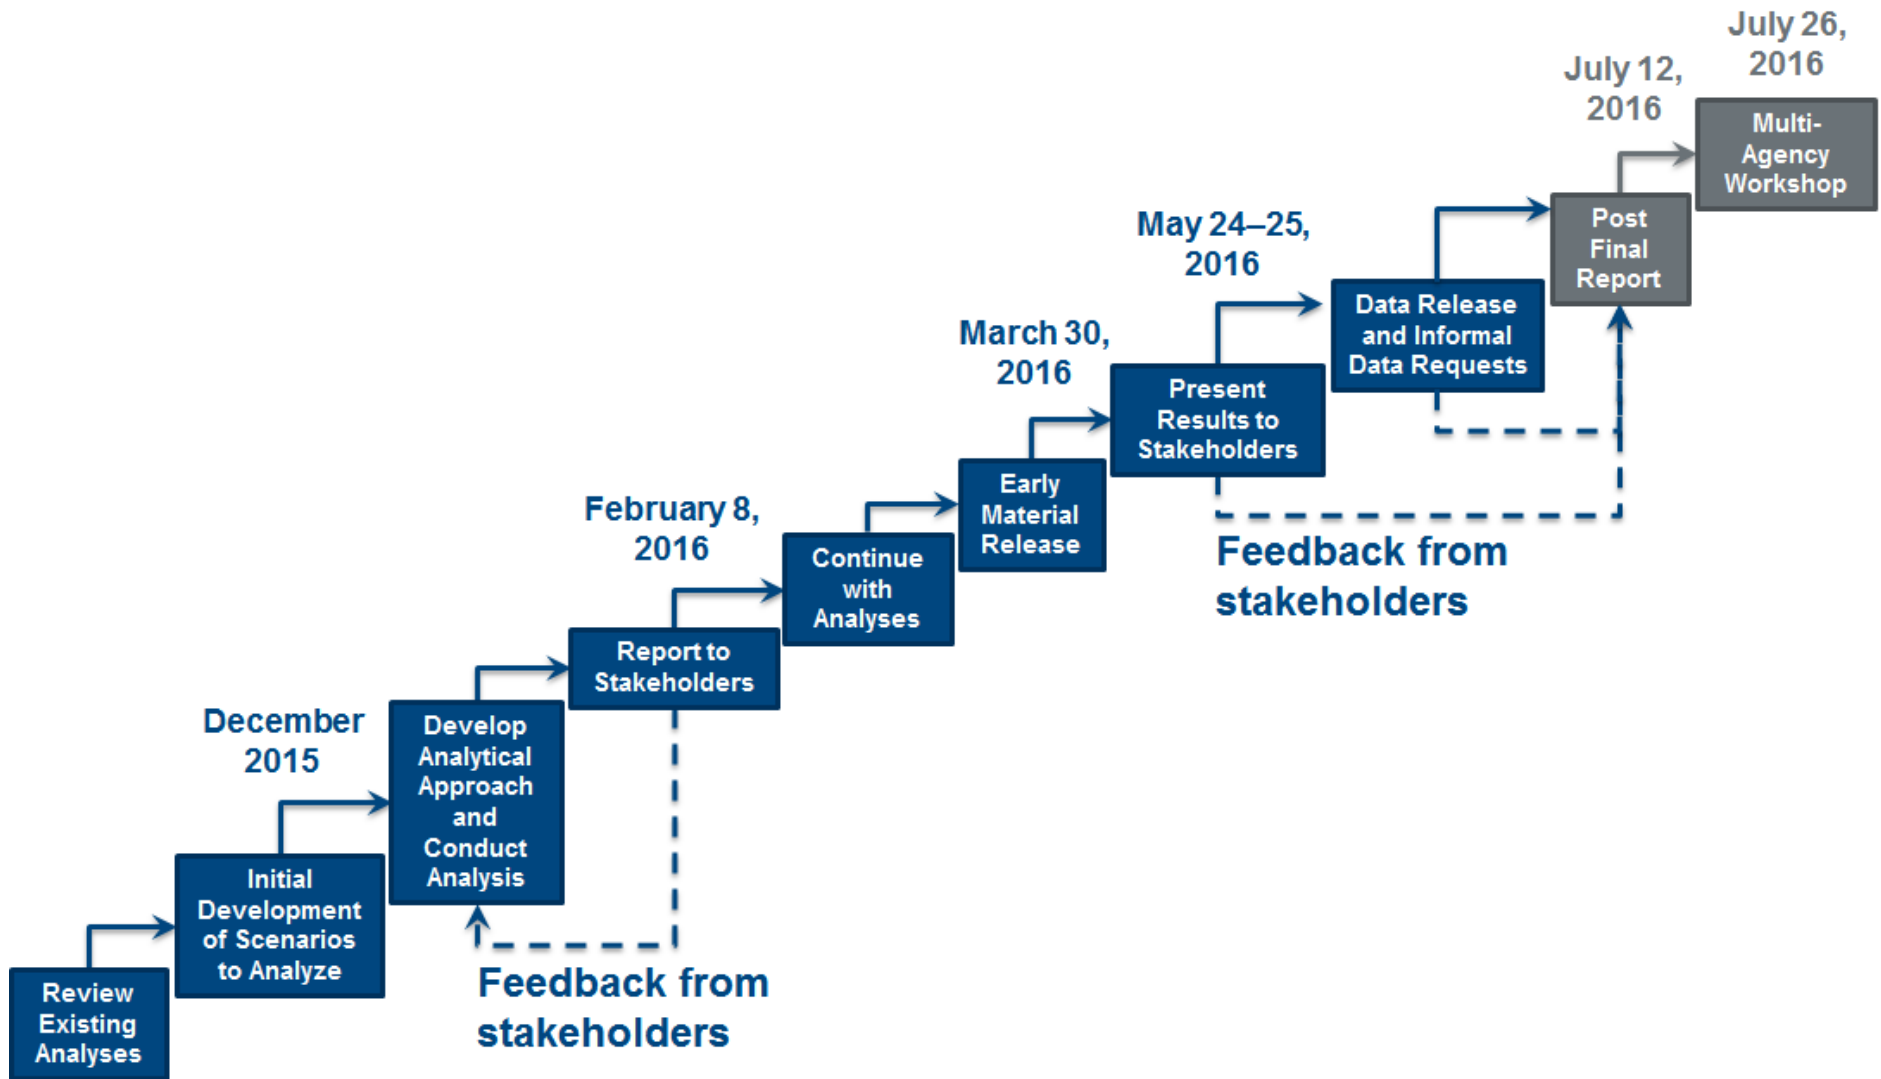 July 26,
2016
July 12,
2016
Multi-
Agency
Workshop
Post
Final
Report
May 24–25,
2016
Data Release
and Informal
Data Requests
March 30,
2016
Present
Results to
Stakeholders
Early
Material
Release
Feedback from
stakeholders
February 8,
2016
Continue
with
Analyses
Report to
Stakeholders
December
2015
Develop
Analytical
Approach
and
Conduct
Analysis
Initial
Development
of Scenarios
to Analyze
Feedback from
stakeholders
Review
Existing
Analyses